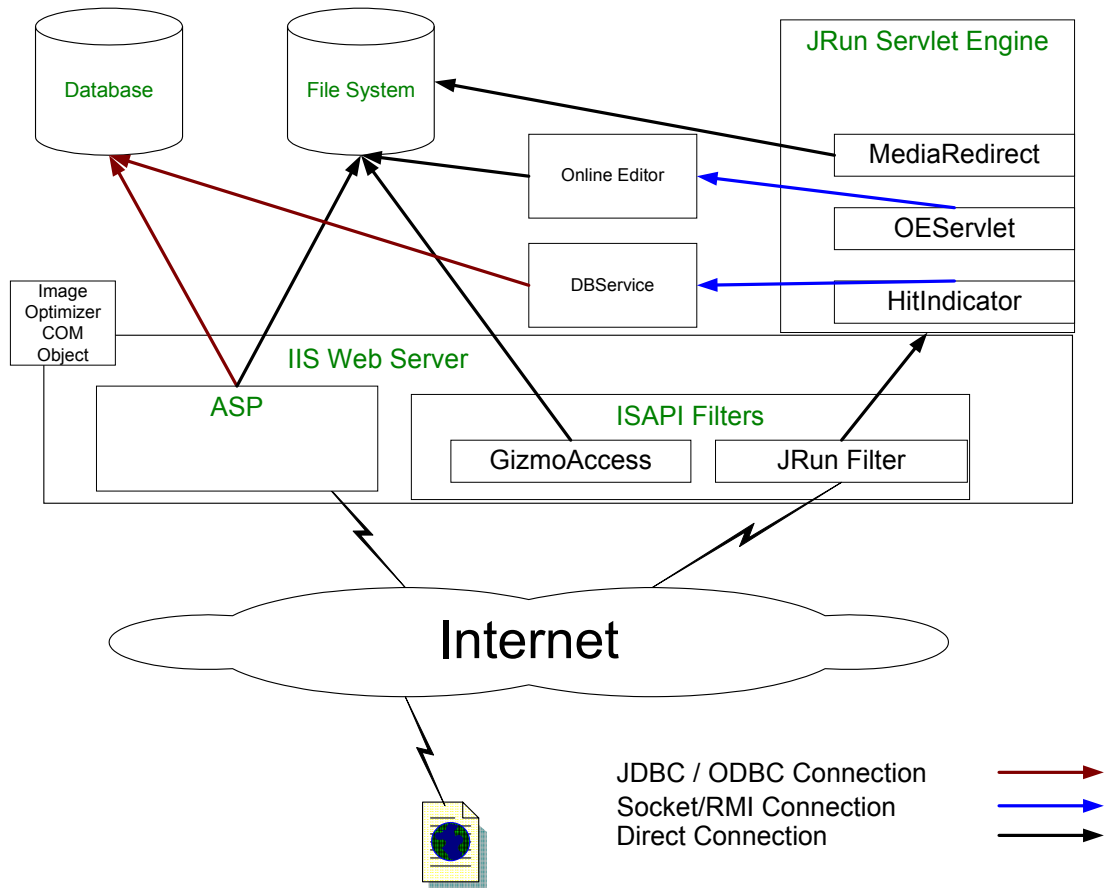 JRun Servlet Engine
Database
File System
MediaRedirect
Online Editor
OEServlet
DBService
HitIndicator
Image
Optimizer
COM
Object
IIS Web Server
ASP
ISAPI Filters
GizmoAccess
JRun Filter
Internet
JDBC / ODBC Connection
Socket/RMI Connection
Direct Connection